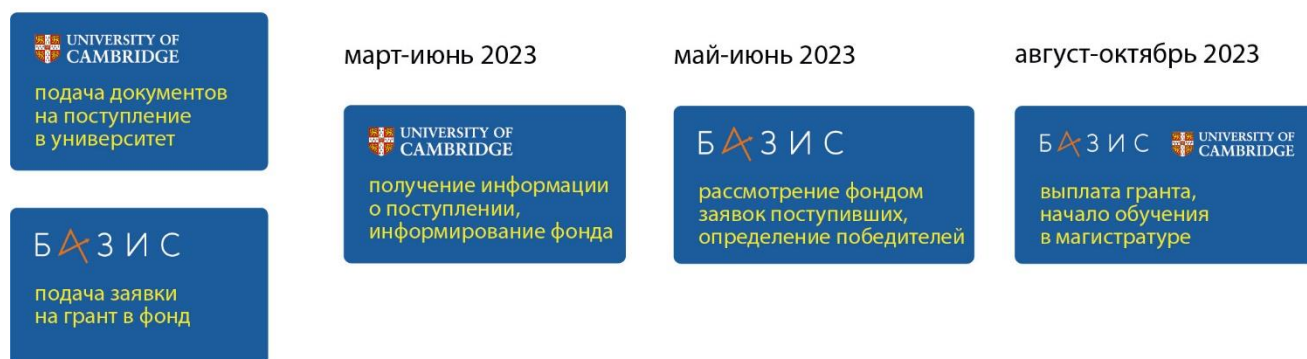 UNIVERSITY OF
CAMBRIDGE
подача документов
на поступление
в университет
БАЗИС
подача заявки
на грант в фонд
март-июнь 2023
UNIVERSITY OF
CAMBRIDGE
получение информации
о поступлении,
информирование фонда
май-июнь 2023
БАЗИС
рассмотрение фондом
заявок поступивших,
определение победителей
август-октябрь 2023
БАЗИС UNIVERSITY OF
CAMBRIDGE
выплата гранта,
начало обучения
в магистратуре